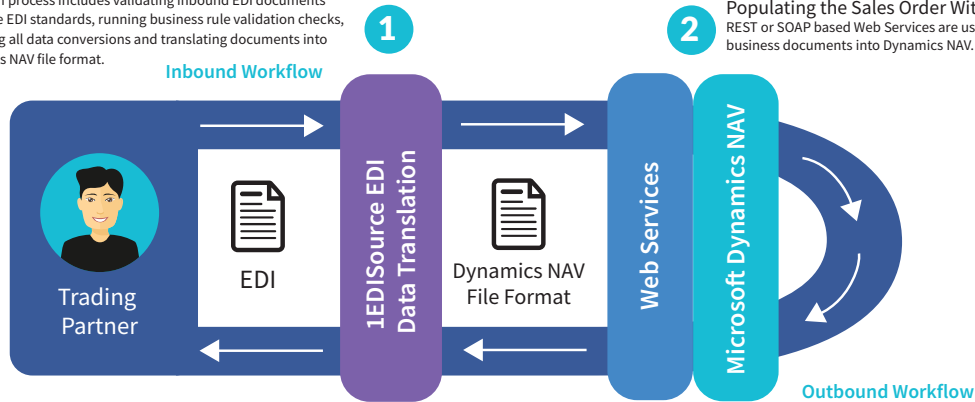 process includes validating inbound EDI documents
EDI standards, running business rule validation checks,
all data conversions and translating documents into
NAV file format.
Inbound Workflow
1
2
Populating the Sales Order
REST or SOAP based Web Services are
business documents into Dynamics NAV.
Trading
Partner
EDI
1EDISource EDI
Data Translation
Dynamics NAV
File Format
Web Services
Microsoft Dynamics NAV
Outbound Workflow